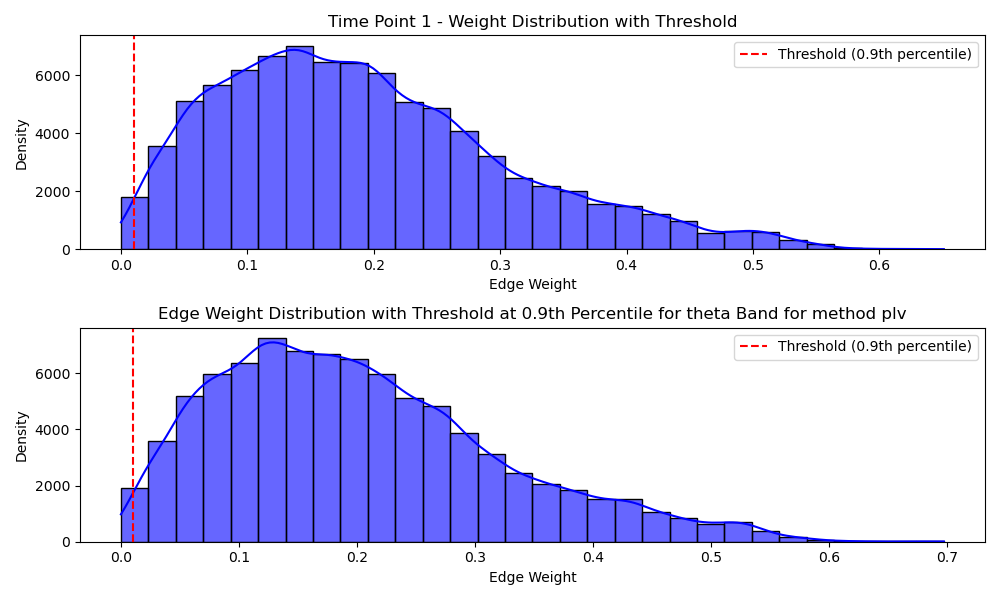 Time Point 1 - Weight Distribution with Threshold
Threshold (0.9th percentile)
Density
6000
4000
2000
0
0.0 0.1 0.2 0.3 0.4 0.5 0.6
Edge Weight
Edge Weight Distribution with Threshold at 0.9th Percentile for theta Band for method plv
Threshold (0.9th percentile)
Density
6000
4000
2000
0
0.0 0.1 0.2 0.3 0.4 0.5 0.6 0.7
Edge Weight